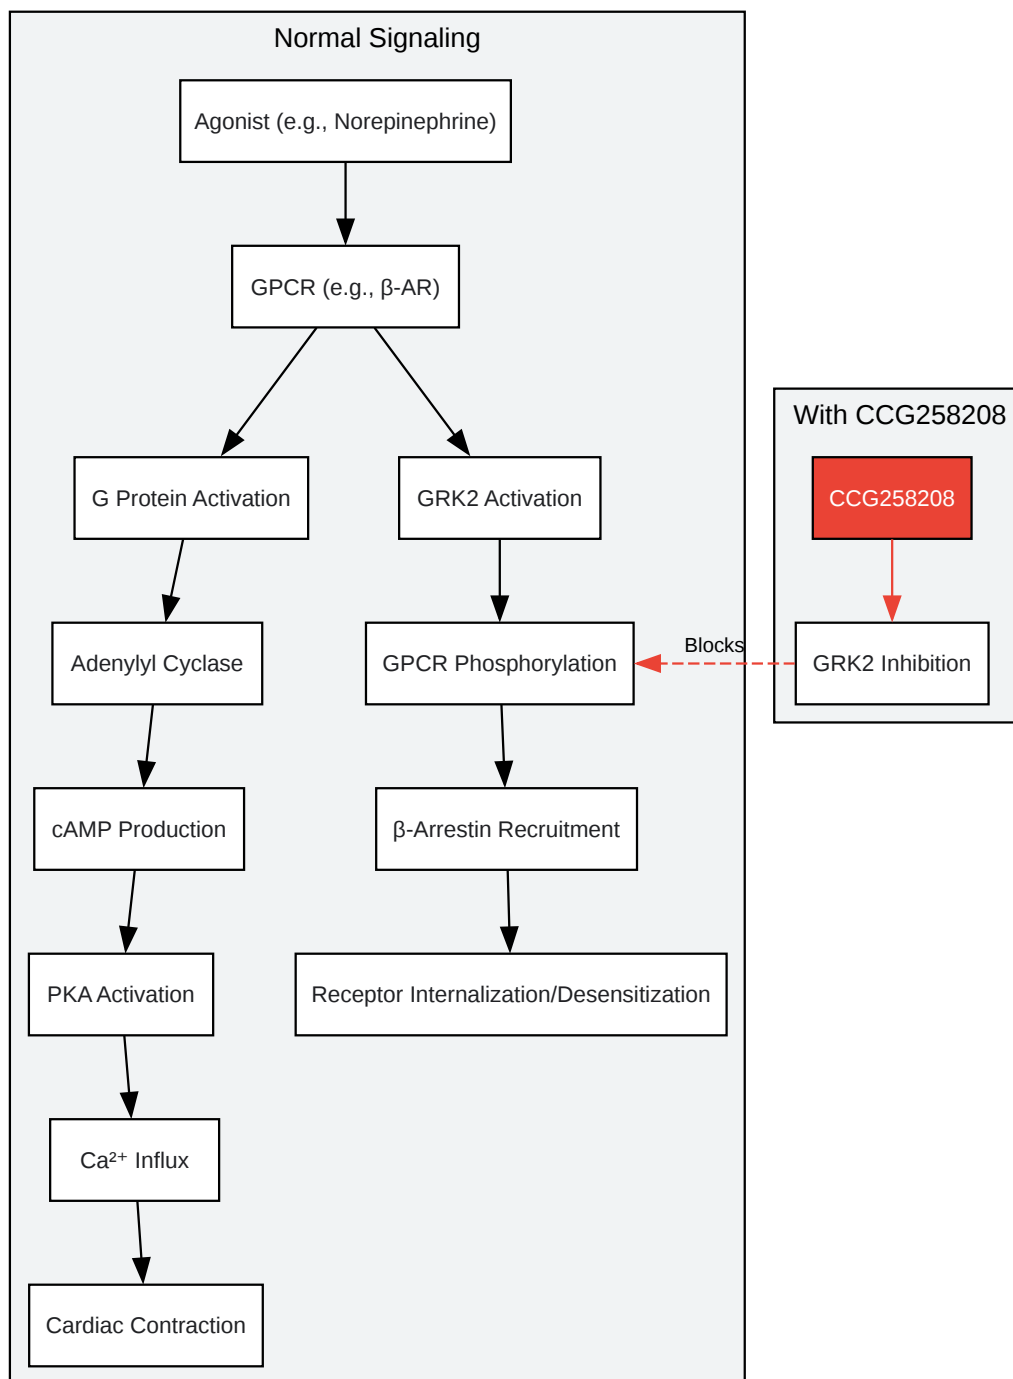 Normal Signaling
Agonist (e.g., Norepinephrine)
GPCR (e.g., β-AR)
G Protein Activation
GRK2 Activation
Adenylyl Cyclase
GPCR Phosphorylation
cAMP Production
β-Arrestin Recruitment
PKA Activation
Receptor Internalization/Desensitization
Ca²⁺ Influx
Cardiac Contraction
With CCG258208
CCG258208
GRK2 Inhibition
Blocks